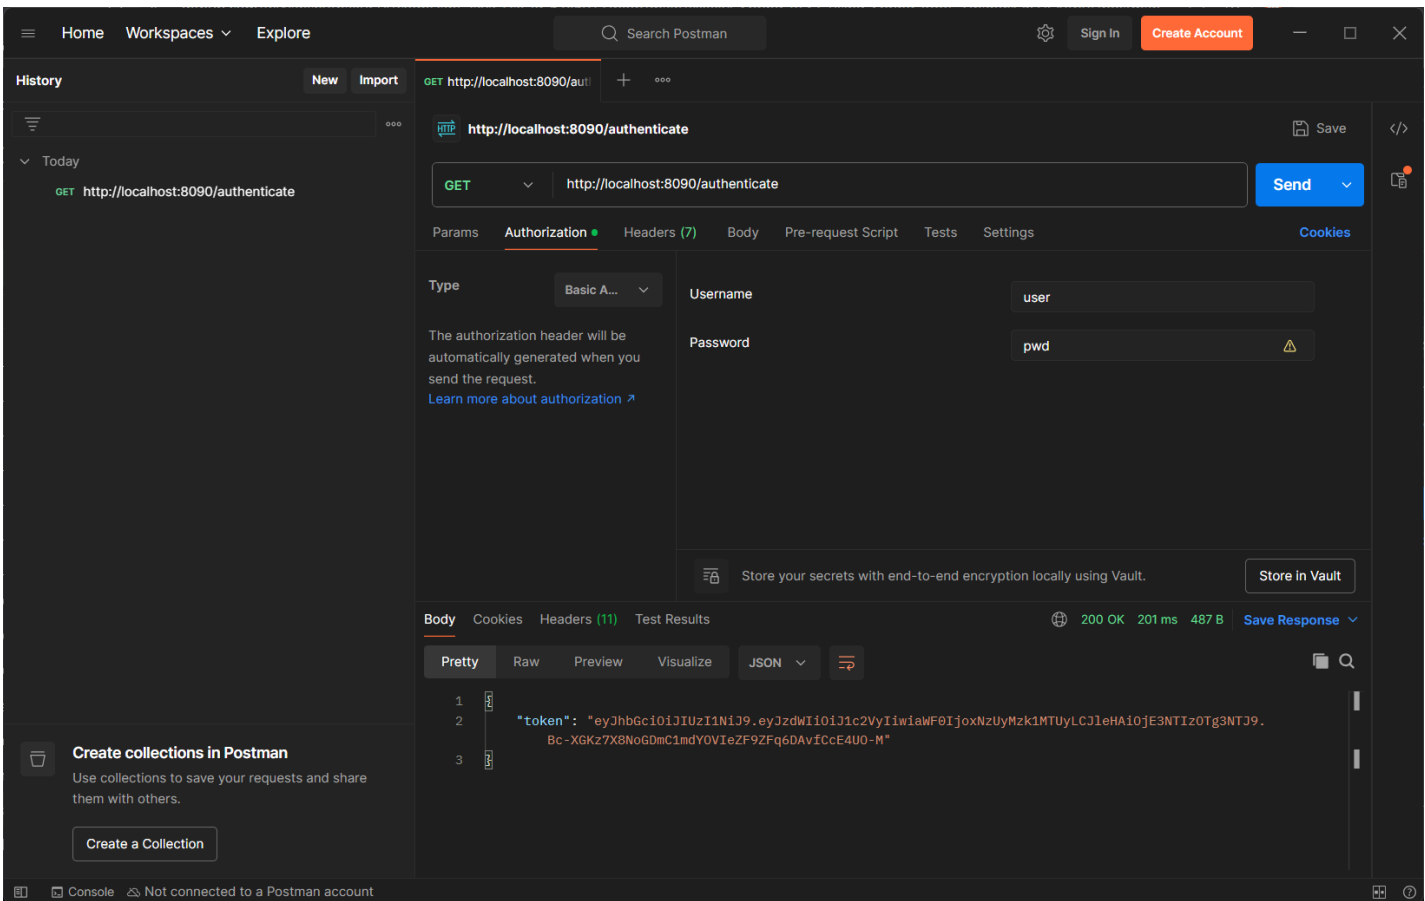 Home Workspaces Explore Search Postman Sign In Create Account
History New Import
GET http://localhost:8090/aut
HTTP http://localhost:8090/authenticate Save
Today
GET http://localhost:8090/authenticate
GET http://localhost:8090/authenticate Send
Params Authorization Headers (7) Body Pre-request Script Tests Settings Cookies
Type Basic A...
The authorization header will be
automatically generated when you
send the request.
Learn more about authorization
Username user
Password pwd
Store your secrets with end-to-end encryption locally using Vault. Store in Vault
Body Cookies Headers (11) Test Results 200 OK 201 ms 487 B Save Response
Pretty Raw Preview Visualize JSON
1 {
2 "token": "eyJhbGciOiJIUzI1NiJ9.eyJzdWIiOiJ1c2VyIiwiaWF0IjoxNzUyMzk1MTUyLCJleHAiOjE3NTIzOTg3NTJ9.
Bc-XGKz7X8NoGDmC1mdYOVIeZF9ZFq6DAvfCcE4UO-M"
3 }
Create collections in Postman
Use collections to save your requests and share
them with others.
Create a Collection
Console Not connected to a Postman account